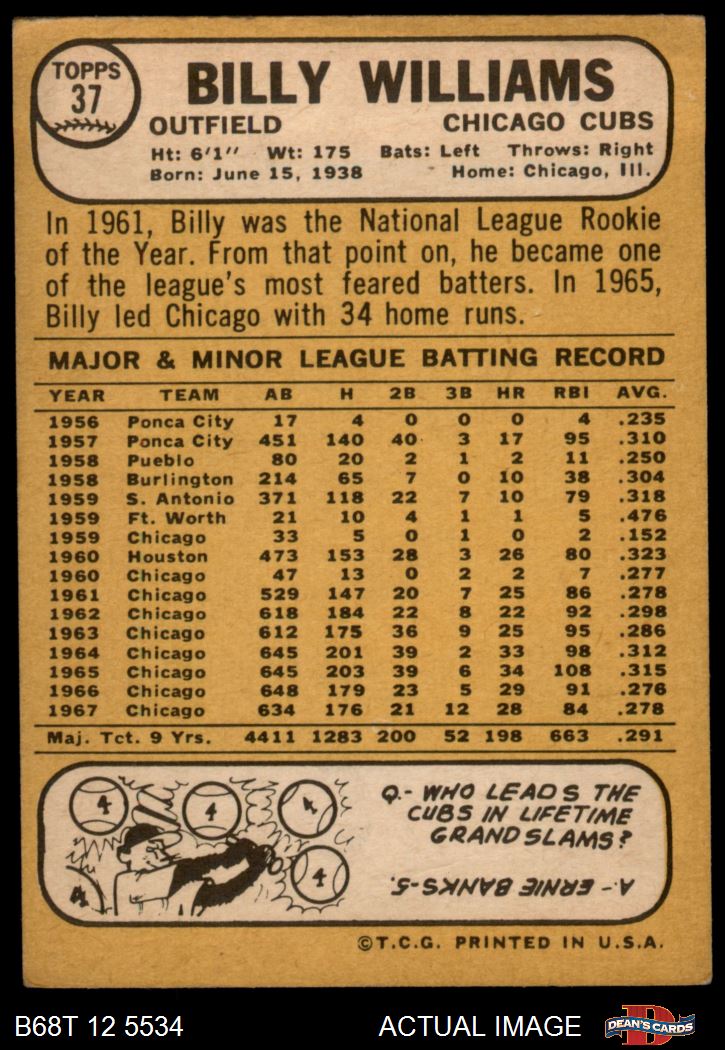 TOPPS
37
BILLY WILLIAMS
OUTFIELD CHICAGO CUBS
Ht: 6'1" Wt: 175 Bats: Left Throws: Right
Born: June 15, 1938 Home: Chicago, Ill.
In 1961, Billy was the National League Rookie
of the Year. From that point on, he became one
of the league's most feared batters. In 1965,
Billy led Chicago with 34 home runs.
MAJOR & MINOR LEAGUE BATTING RECORD
YEAR TEAM AB H 2B 3B HR RBI AVG.
1956 Ponca City 17 4 0 0 0 4 .235
1957 Ponca City 451 140 40 3 17 95 .310
1958 Pueblo 80 20 2 1 2 11 .250
1958 Burlington 214 65 7 0 10 38 .304
1959 S. Antonio 371 118 22 7 10 79 .318
1959 Ft. Worth 21 10 4 1 1 5 .476
1959 Chicago 33 5 0 1 0 2 .152
1960 Houston 473 153 28 3 26 80 .323
1960 Chicago 47 13 0 2 2 7 .277
1961 Chicago 529 147 20 7 25 86 .278
1962 Chicago 618 184 22 8 22 92 .298
1963 Chicago 612 175 36 9 25 95 .286
1964 Chicago 645 201 39 2 33 98 .312
1965 Chicago 645 203 39 6 34 108 .315
1966 Chicago 648 179 23 5 29 91 .276
1967 Chicago 634 176 21 12 28 84 .278
Maj. Tct. 9 Yrs. 4411 1283 200 52 198 663 .291
4 4 4 4 4
Q.- WHO LEADS THE
CUBS IN LIFETIME
GRAND SLAMS?
A.- ERNIE BANKS-5.
©T.C.G. PRINTED IN U.S.A.
B68T 12 5534 ACTUAL IMAGE
D
DEAN'S CARDS